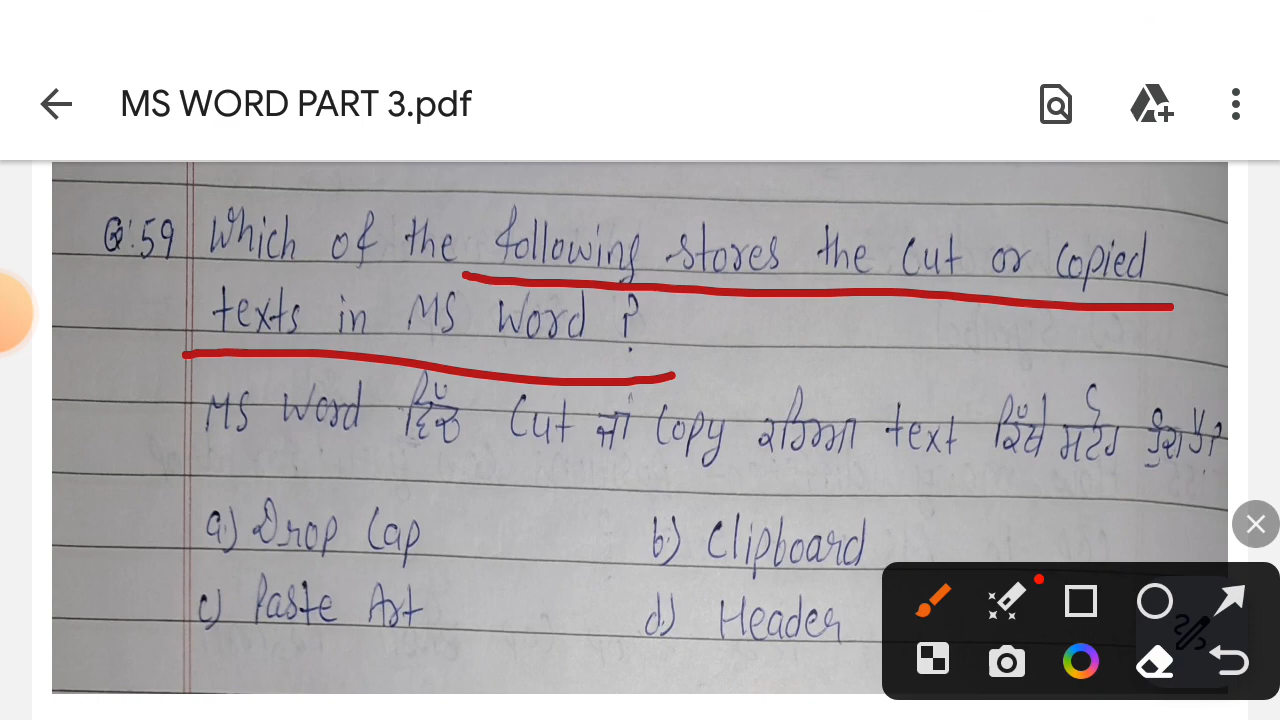 MS WORD PART 3.pdf
Q:59 Which of the following stores the cut or copied
texts in MS Word ?
MS Word ਵਿੱਚ Cut ਜਾਂ Copy ਕਰਿਆ text ਕਿੱਥੇ ਸਟੋਰ ਹੁੰਦਾ ਹੈ?
a) Drop Cap b) Clipboard
c) Paste Art d) Header